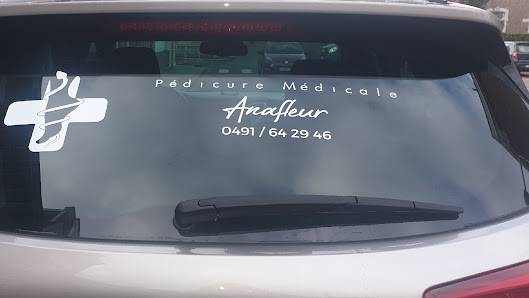 Pédicure Médicale
Anafleur
0491 / 64 29 46